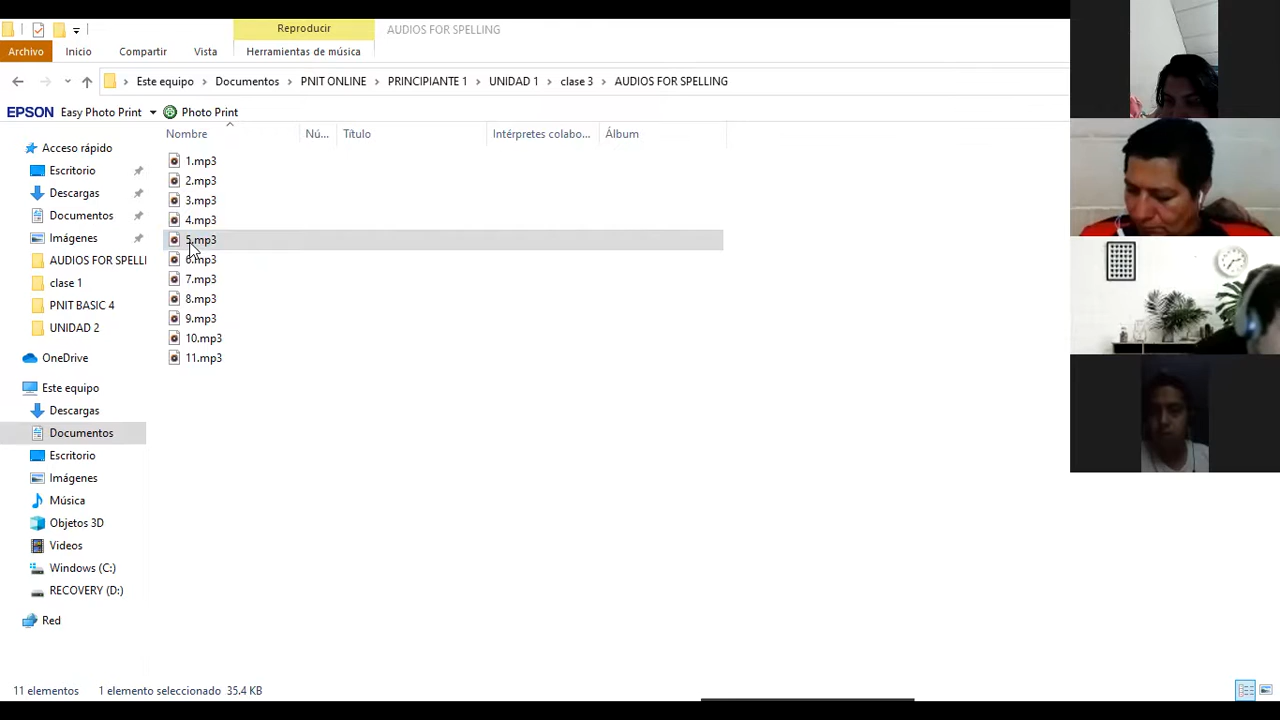 Reproducir
AUDIOS FOR SPELLING
Archivo
Inicio
Compartir
Vista
Herramientas de música
Este equipo
Documentos
PNIT ONLINE
PRINCIPIANTE 1
UNIDAD 1
clase 3
AUDIOS FOR SPELLING
EPSON Easy Photo Print
Photo Print
Nombre
Nú...
Título
Intérpretes colabo...
Álbum
1.mp3
2.mp3
3.mp3
4.mp3
5.mp3
6.mp3
7.mp3
8.mp3
9.mp3
10.mp3
11.mp3
Acceso rápido
Escritorio
Descargas
Documentos
Imágenes
AUDIOS FOR SPELLI
clase 1
PNIT BASIC 4
UNIDAD 2
OneDrive
Este equipo
Descargas
Documentos
Escritorio
Imágenes
Música
Objetos 3D
Videos
Windows (C:)
RECOVERY (D:)
Red
11 elementos
1 elemento seleccionado 35.4 KB